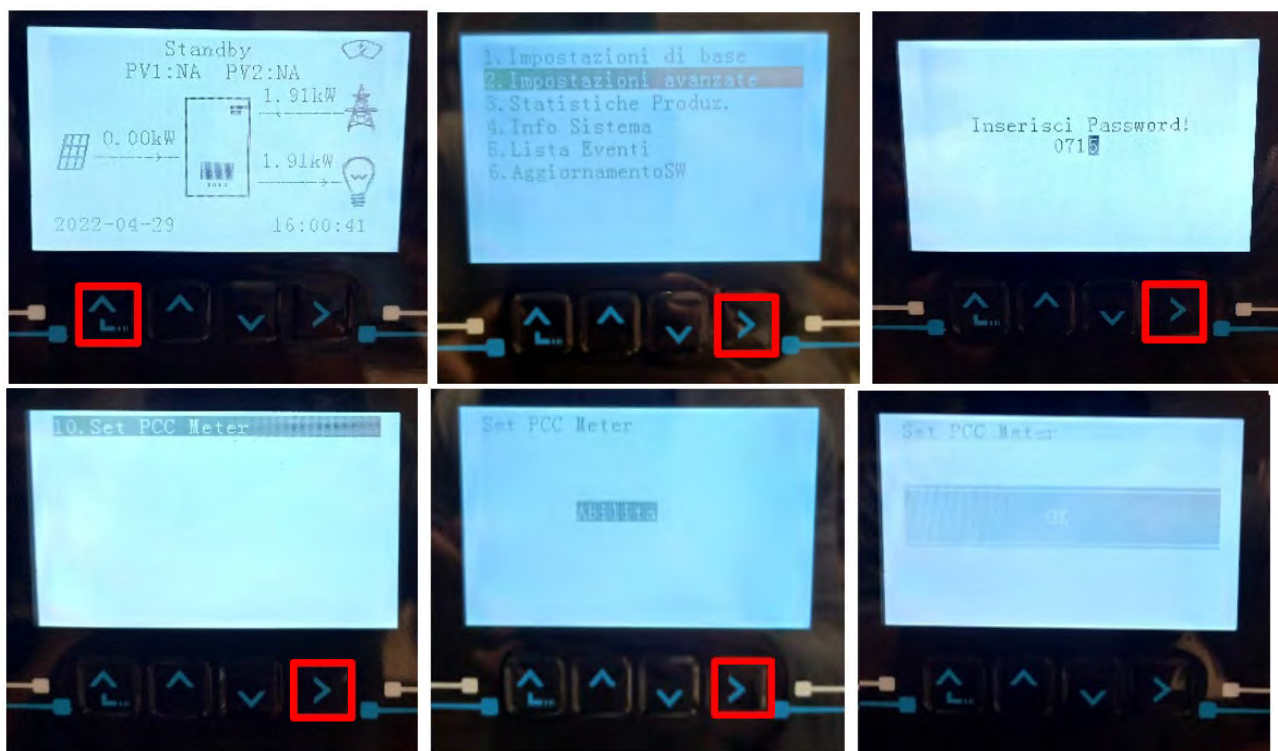 Standby
PV1:NA PV2:NA
1.91kW
0.00kW
1.91kW
2022-04-29 16:00:41
1.Impostazioni di base
2.Impostazioni avanzate
3.Statistiche Produz.
4.Info Sistema
5.Lista Eventi
6.AggiornamentoSW
Inserisci Password!
0715
10.Set PCC Meter
Set PCC Meter
Abilita
Set PCC Meter
OK